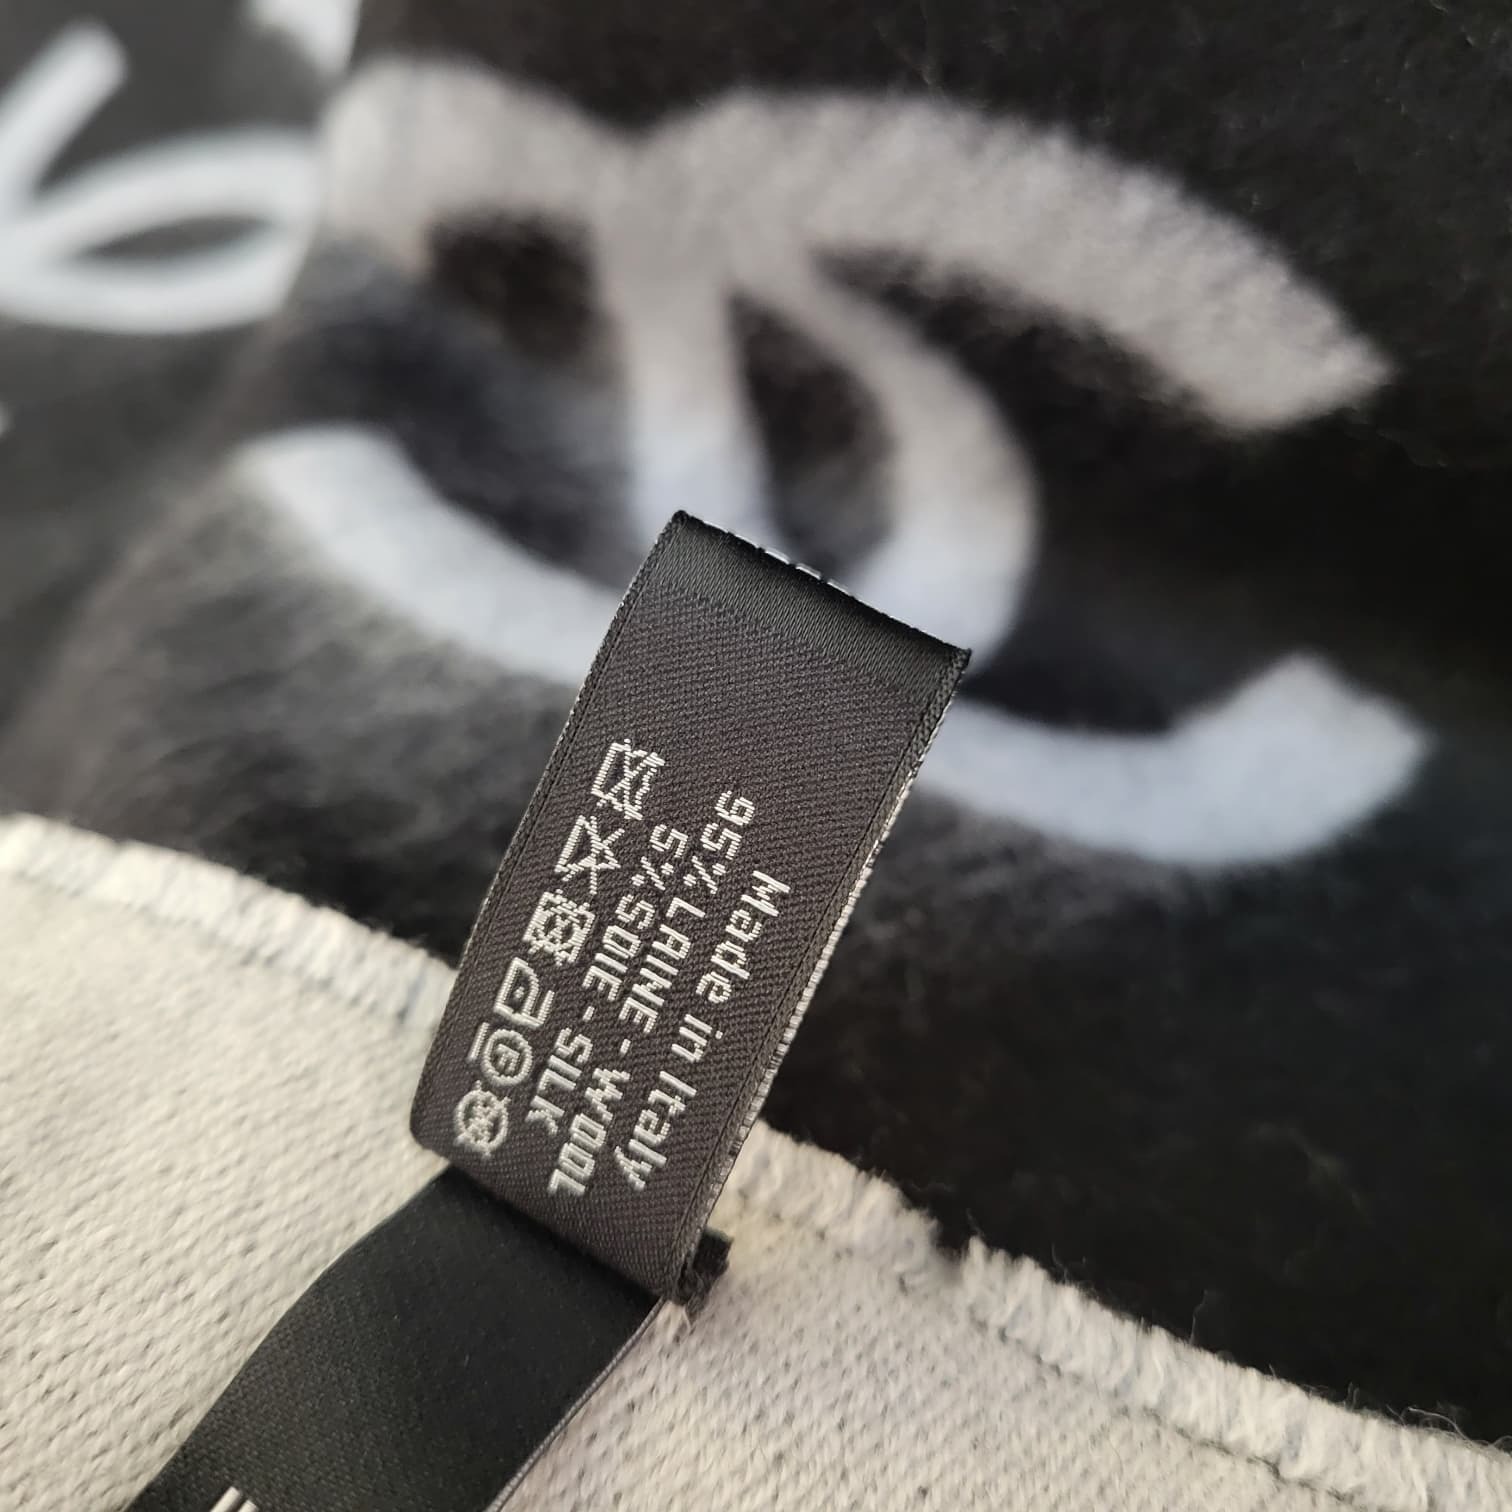 Made in Italy
95% LAINE - WOOL
5% SOIE - SILK